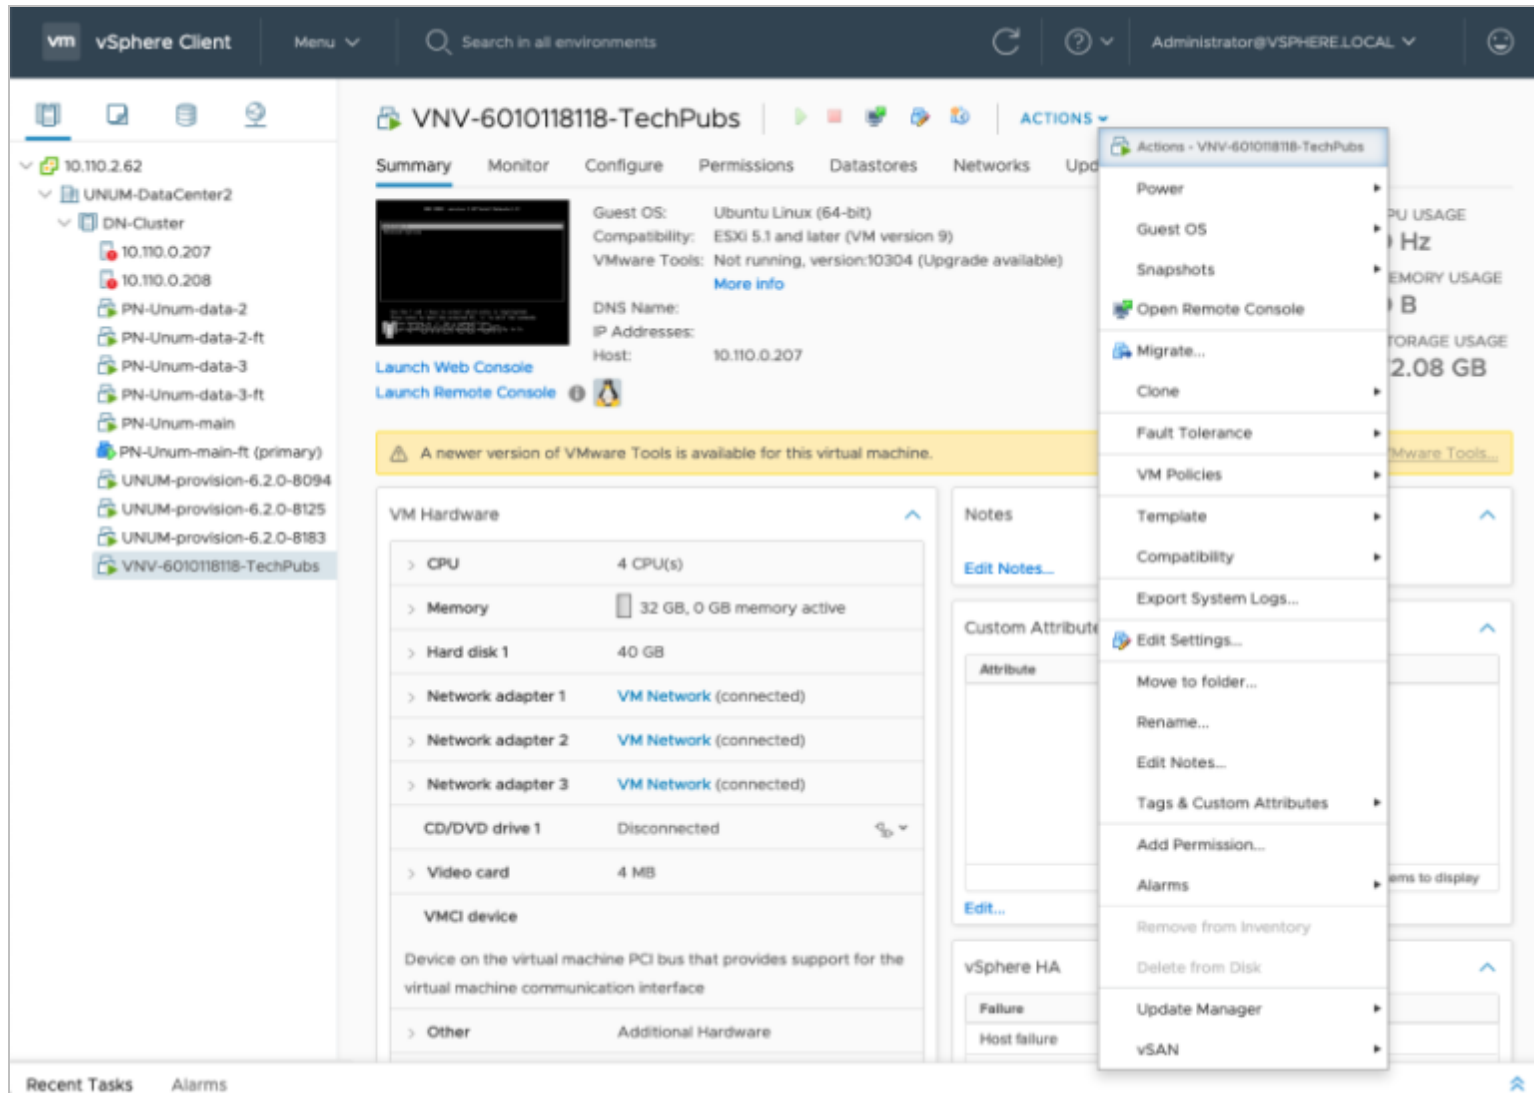 vm vSphere Client Menu Search in all environments Administrator@VSPHERE.LOCAL
VNV-6010118118-TechPubs ACTIONS
Summary Monitor Configure Permissions Datastores Networks Upd
10.110.2.62
UNUM-DataCenter2
DN-Cluster
10.110.0.207
10.110.0.208
PN-Unum-data-2
PN-Unum-data-2-ft
PN-Unum-data-3
PN-Unum-data-3-ft
PN-Unum-main
PN-Unum-main-ft (primary)
UNUM-provision-6.2.0-8094
UNUM-provision-6.2.0-8125
UNUM-provision-6.2.0-8183
VNV-6010118118-TechPubs
Guest OS: Ubuntu Linux (64-bit)
Compatibility: ESXi 5.1 and later (VM version 9)
VMware Tools: Not running, version:10304 (Upgrade available)
More info
DNS Name:
IP Addresses:
Host: 10.110.0.207
Powered On
Launch Web Console
Launch Remote Console
PU USAGE
Hz
EMORY USAGE
B
TORAGE USAGE
2.08 GB
A newer version of VMware Tools is available for this virtual machine.
Mware Tools...
VM Hardware
CPU 4 CPU(s)
Memory 32 GB, 0 GB memory active
Hard disk 1 40 GB
Network adapter 1 VM Network (connected)
Network adapter 2 VM Network (connected)
Network adapter 3 VM Network (connected)
CD/DVD drive 1 Disconnected
Video card 4 MB
VMCI device
Device on the virtual machine PCI bus that provides support for the
virtual machine communication interface
Other Additional Hardware
Notes
Edit Notes...
Custom Attribute
Attribute
ems to display
Edit...
vSphere HA
Failure
Host failure
Actions - VNV-6010118118-TechPubs
Power
Guest OS
Snapshots
Open Remote Console
Migrate...
Clone
Fault Tolerance
VM Policies
Template
Compatibility
Export System Logs...
Edit Settings...
Move to folder...
Rename...
Edit Notes...
Tags & Custom Attributes
Add Permission...
Alarms
Remove from Inventory
Delete from Disk
Update Manager
vSAN
Recent Tasks Alarms